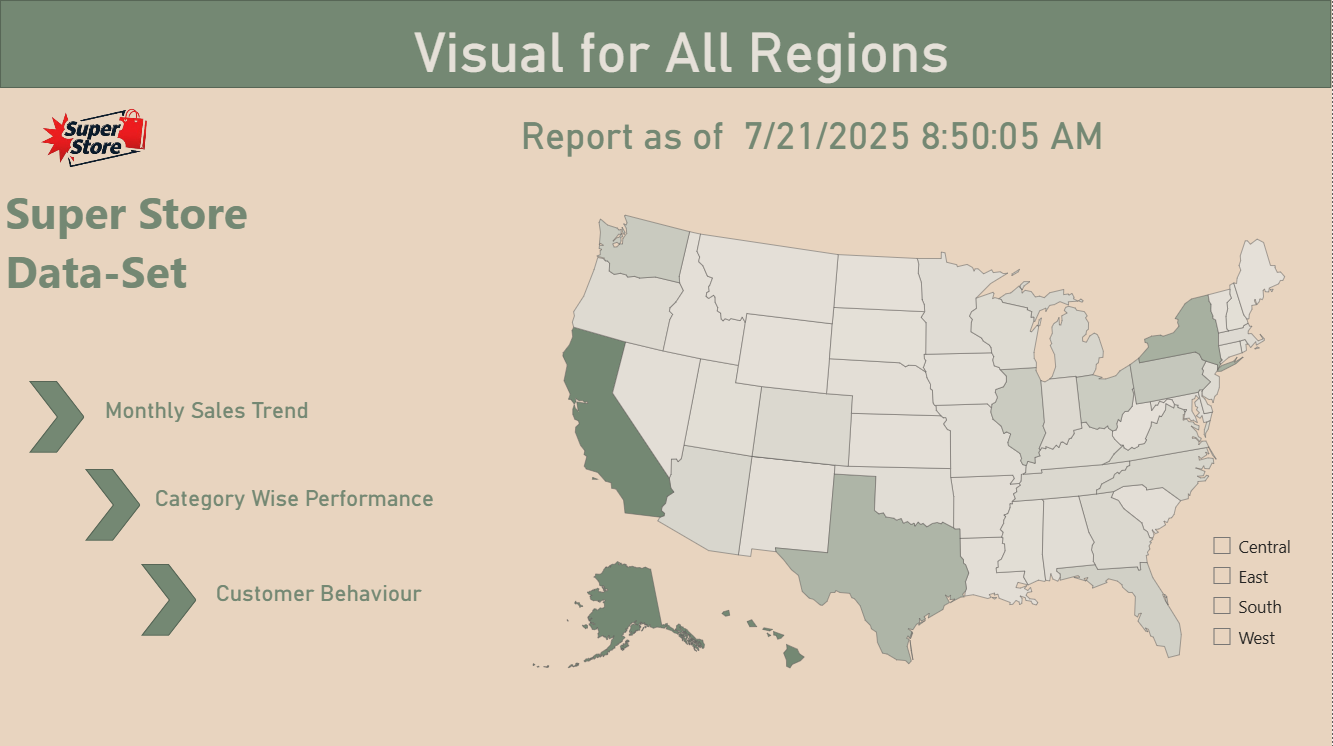 Visual for All Regions
Super
Store
Report as of 7/21/2025 8:50:05 AM
Super Store
Data-Set
Monthly Sales Trend
Category Wise Performance
Customer Behaviour
Central
East
South
West